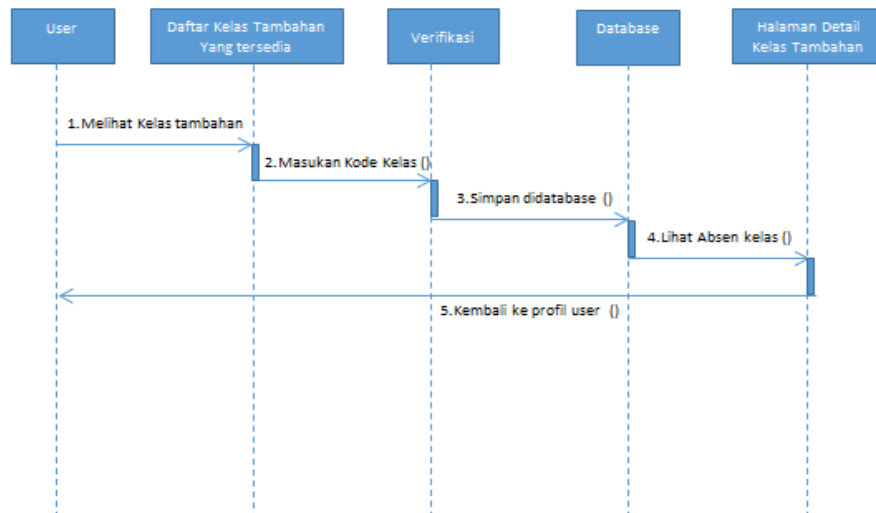 User
Daftar Kelas Tambahan
Yang tersedia
Verifikasi
Database
Halaman Detail
Kelas Tambahan
1.Melihat Kelas tambahan
2.Masukan Kode Kelas ()
3.Simpan didatabase ()
4.Lihat Absen kelas ()
5.Kembali ke profil user ()